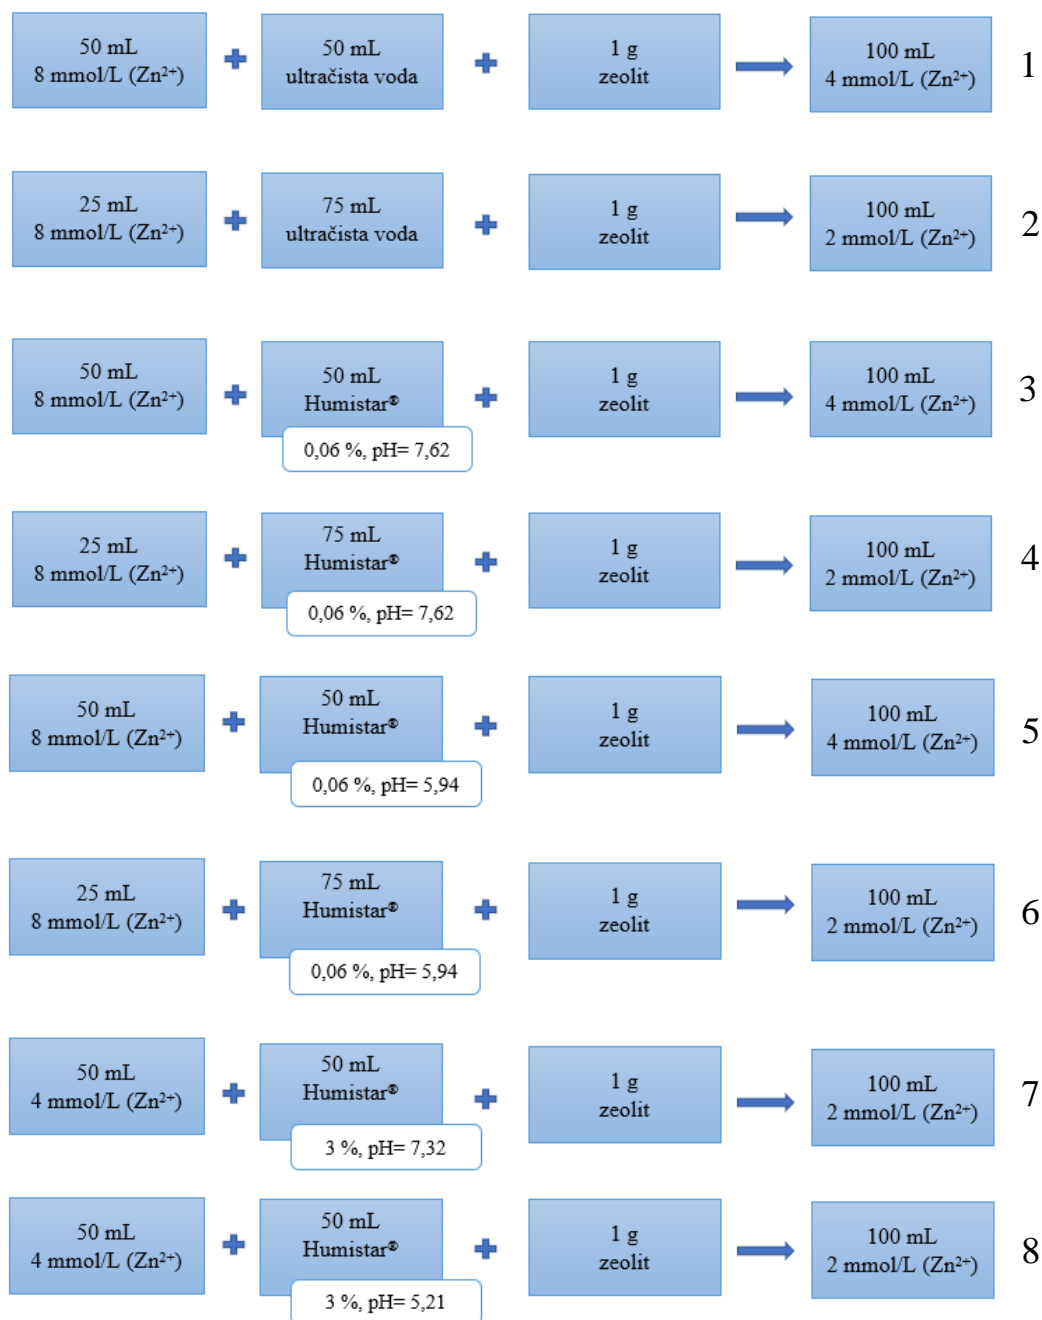 50 mL
8 mmol/L (Zn²⁺)
50 mL
ultračista voda
1 g
zeolit
100 mL
4 mmol/L (Zn²⁺)
1
25 mL
8 mmol/L (Zn²⁺)
75 mL
ultračista voda
1 g
zeolit
100 mL
2 mmol/L (Zn²⁺)
2
50 mL
8 mmol/L (Zn²⁺)
50 mL
Humistar®
0,06 %, pH= 7,62
1 g
zeolit
100 mL
4 mmol/L (Zn²⁺)
3
25 mL
8 mmol/L (Zn²⁺)
75 mL
Humistar®
0,06 %, pH= 7,62
1 g
zeolit
100 mL
2 mmol/L (Zn²⁺)
4
50 mL
8 mmol/L (Zn²⁺)
50 mL
Humistar®
0,06 %, pH= 5,94
1 g
zeolit
100 mL
4 mmol/L (Zn²⁺)
5
25 mL
8 mmol/L (Zn²⁺)
75 mL
Humistar®
0,06 %, pH= 5,94
1 g
zeolit
100 mL
2 mmol/L (Zn²⁺)
6
50 mL
4 mmol/L (Zn²⁺)
50 mL
Humistar®
3 %, pH= 7,32
1 g
zeolit
100 mL
2 mmol/L (Zn²⁺)
7
50 mL
4 mmol/L (Zn²⁺)
50 mL
Humistar®
3 %, pH= 5,21
1 g
zeolit
100 mL
2 mmol/L (Zn²⁺)
8